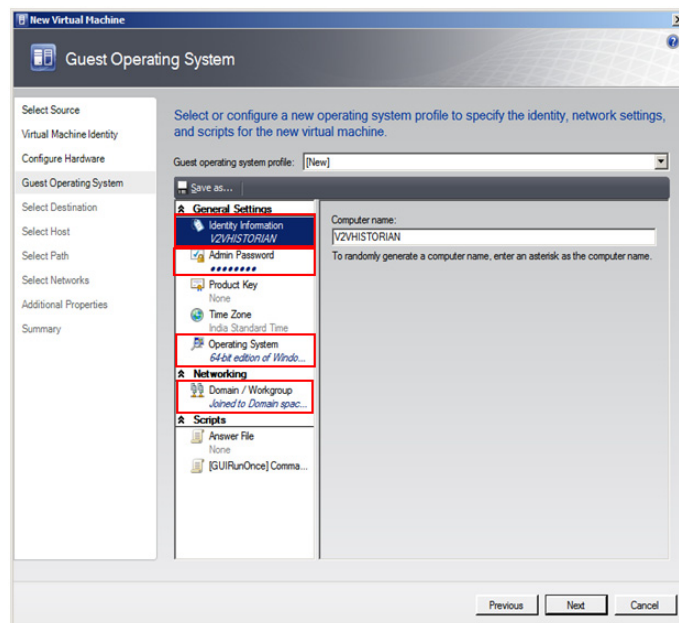 New Virtual Machine
Guest Operating System
Select Source
Virtual Machine Identity
Configure Hardware
Guest Operating System
Select Destination
Select Host
Select Path
Select Networks
Additional Properties
Summary
Select or configure a new operating system profile to specify the identity, network settings,
and scripts for the new virtual machine.
Guest operating system profile: [New]
Save as...
General Settings
Identity Information
V2VHISTORIAN
Admin Password
••••••••
Product Key
None
Time Zone
India Standard Time
Operating System
64-bit edition of Windo...
Networking
Domain / Workgroup
Joined to Domain spac...
Scripts
Answer File
None
[GUIRunOnce] Comma...
Computer name:
V2VHISTORIAN
To randomly generate a computer name, enter an asterisk as the computer name.
Previous Next Cancel